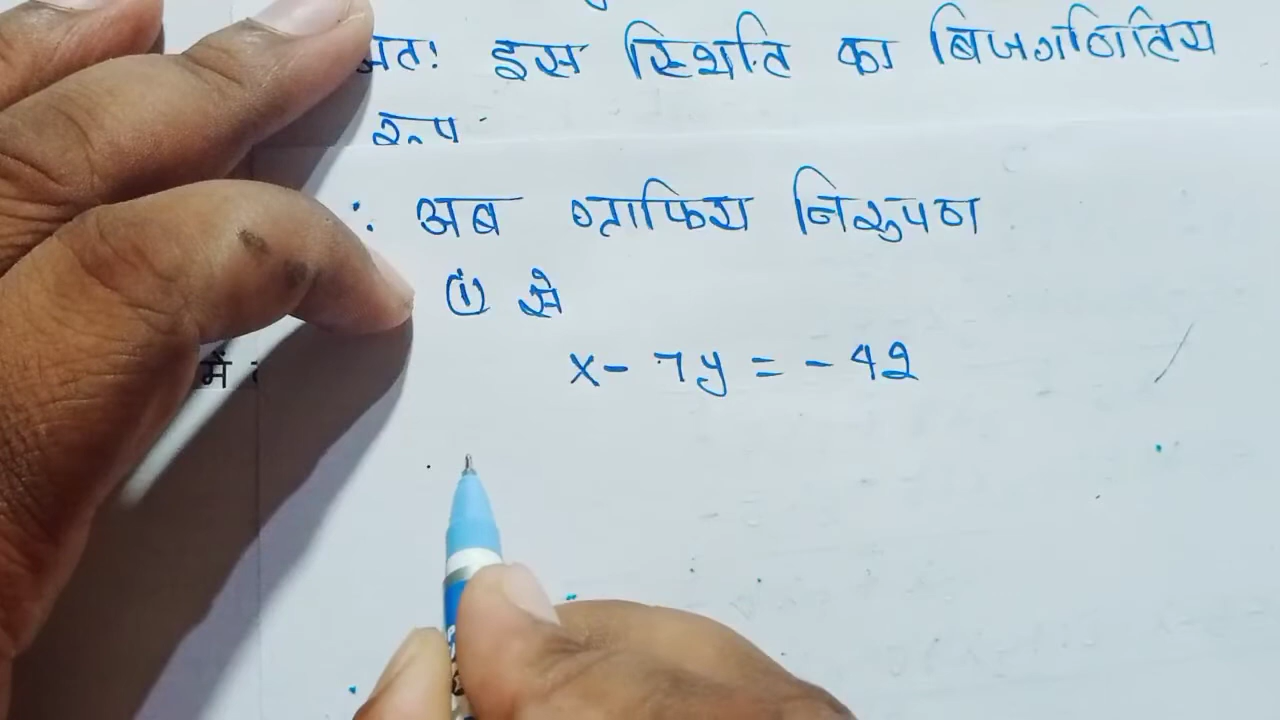 अतः इस स्थिति का बिजगणितिय
रूप
: अब ग्राफिय निरुपण
(i) से
x - 7y = - 42
में